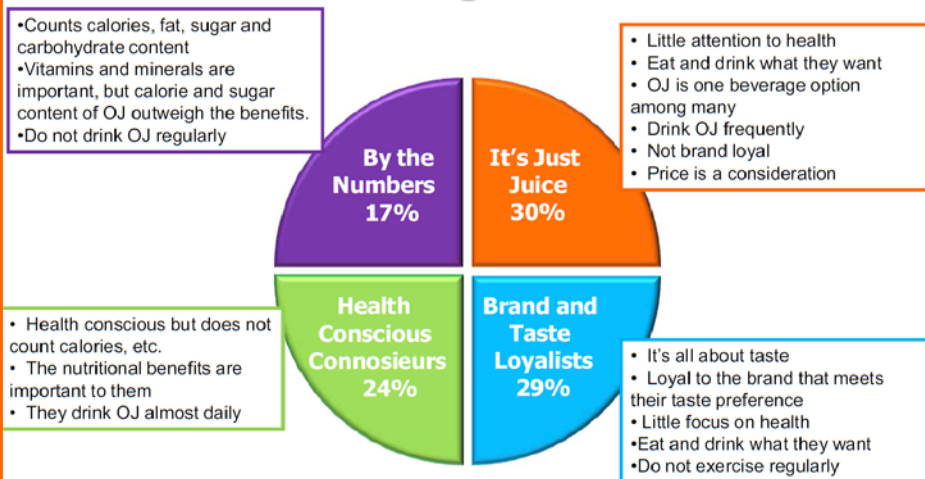 •Counts calories, fat, sugar and
carbohydrate content
•Vitamins and minerals are
important, but calorie and sugar
content of OJ outweigh the benefits.
•Do not drink OJ regularly
• Little attention to health
• Eat and drink what they want
• OJ is one beverage option
among many
• Drink OJ frequently
• Not brand loyal
• Price is a consideration
By the
Numbers
17%
It's Just
Juice
30%
Health
Conscious
Connosieurs
24%
Brand and
Taste
Loyalists
29%
• Health conscious but does not
count calories, etc.
• The nutritional benefits are
important to them
• They drink OJ almost daily
• It's all about taste
• Loyal to the brand that meets
their taste preference
• Little focus on health
•Eat and drink what they want
•Do not exercise regularly